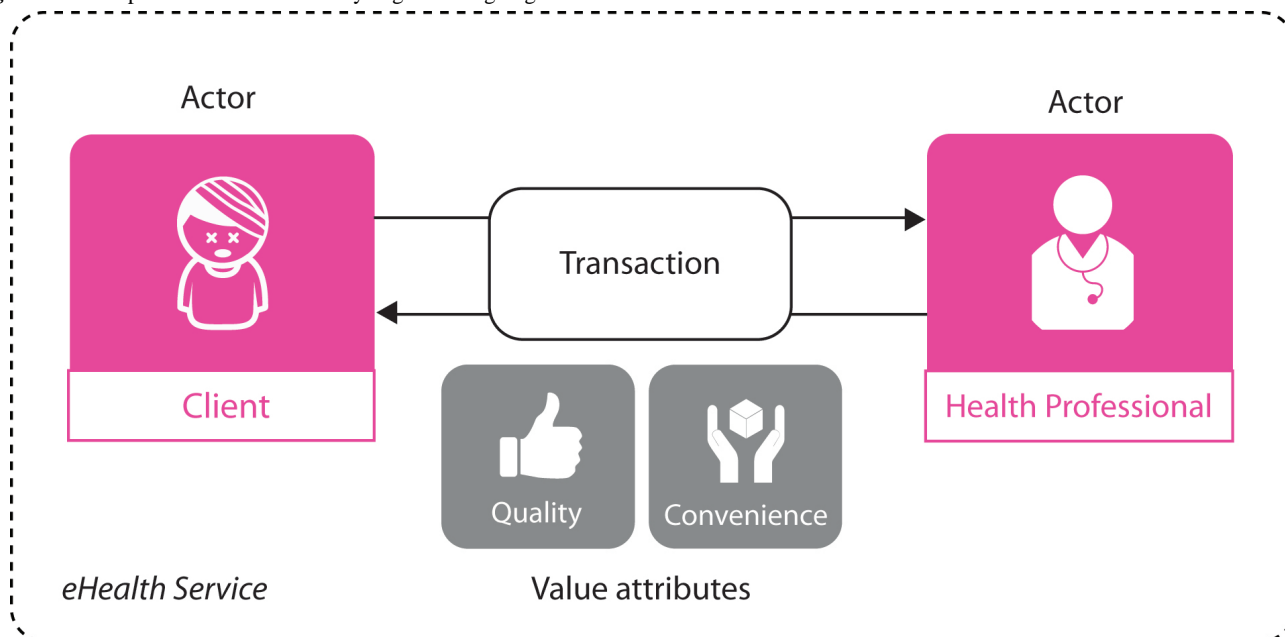 Actor
Actor
Transaction
Client
Health Professional
Quality
Convenience
eHealth Service
Value attributes